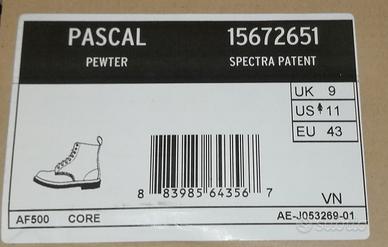 PASCAL 15672651
PEWTER SPECTRA PATENT
UK 9
US 11
EU 43
8 83985 64356 7
VN
AF500 CORE AE-J053269-01